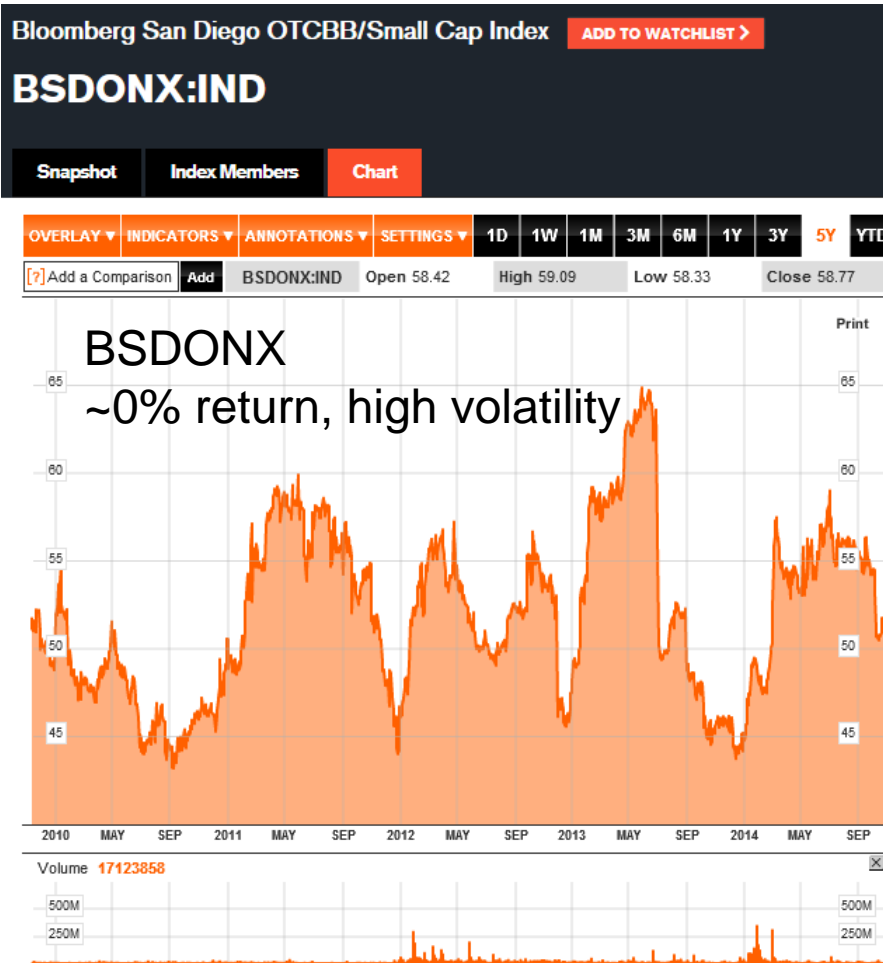 Bloomberg San Diego OTCBB/Small Cap Index ADD TO WATCHLIST >
BSDONX:IND
Snapshot Index Members Chart
OVERLAY ▼ INDICATORS ▼ ANNOTATIONS ▼ SETTINGS ▼ 1D 1W 1M 3M 6M 1Y 3Y 5Y YTD
[?] Add a Comparison Add BSDONX:IND Open 58.42 High 59.09 Low 58.33 Close 58.77
Print
BSDONX
65 65
~0% return, high volatility
60 60
55 55
50 50
45 45
2010 MAY SEP 2011 MAY SEP 2012 MAY SEP 2013 MAY SEP 2014 MAY SEP
Volume 17123858
500M 500M
250M 250M